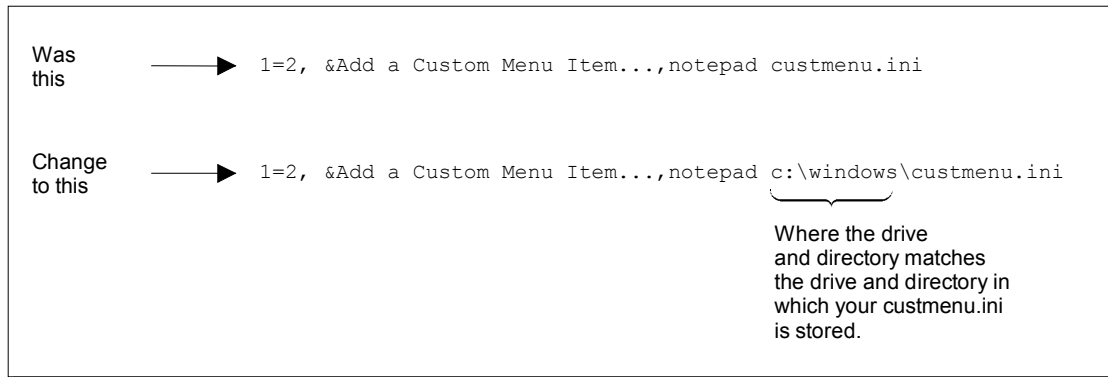 Was
this
1=2, &Add a Custom Menu Item...,notepad custmenu.ini
Change
to this
1=2, &Add a Custom Menu Item...,notepad c:\windows\custmenu.ini
Where the drive
and directory matches
the drive and directory in
which your custmenu.ini
is stored.